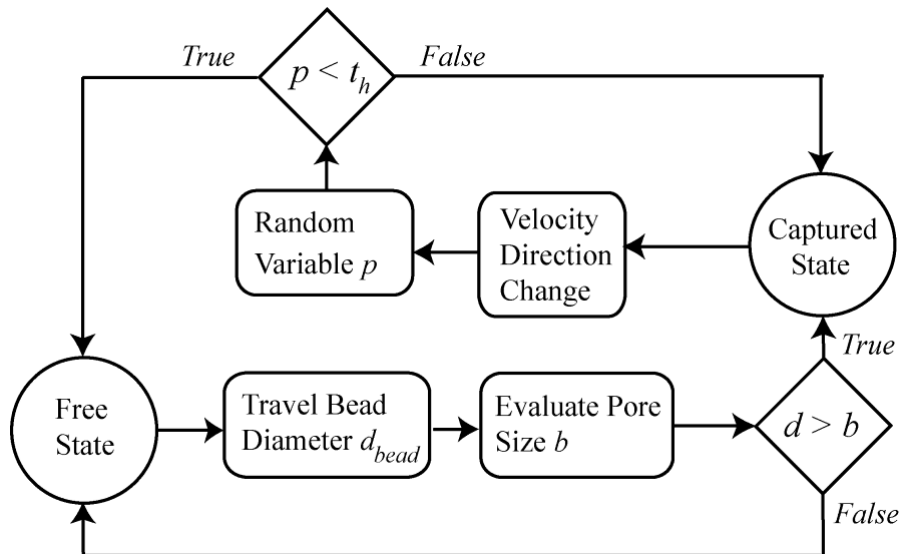 True
p < t_h
False
Random
Variable p
Velocity
Direction
Change
Captured
State
True
Free
State
Travel Bead
Diameter d_bead
Evaluate Pore
Size b
d > b
False